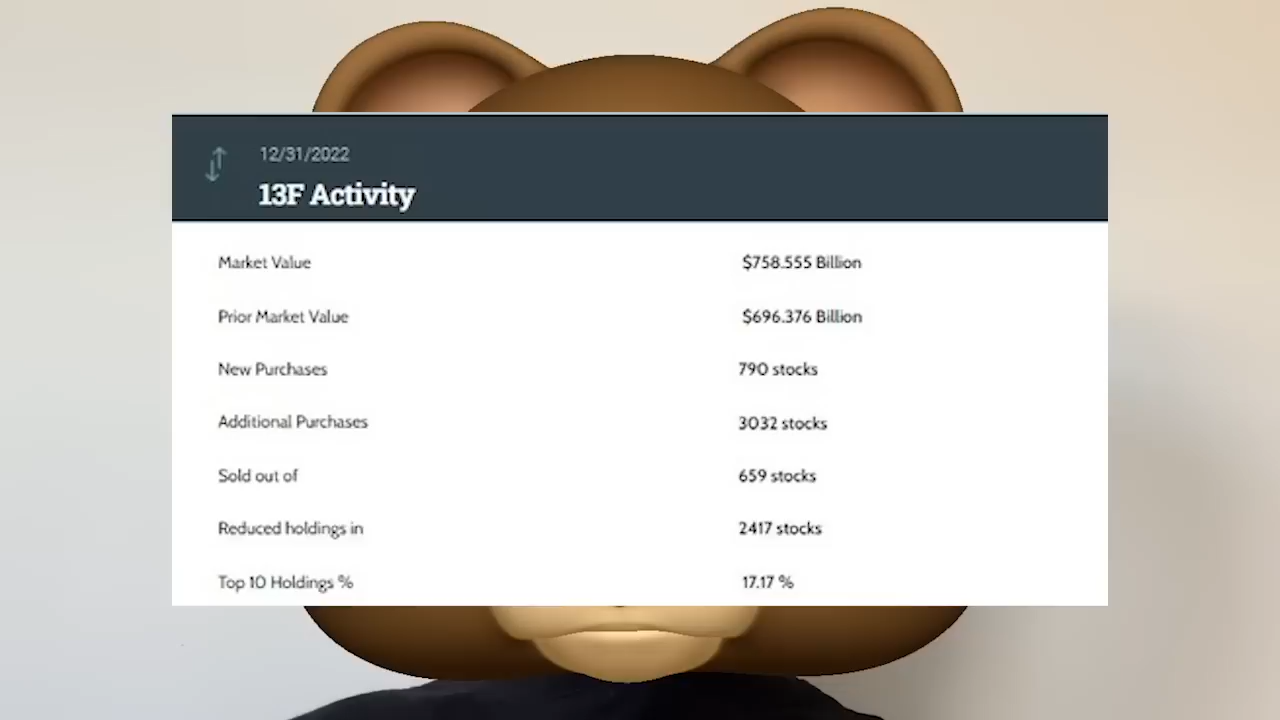 12/31/2022
13F Activity
Market Value $758.555 Billion
Prior Market Value $696.376 Billion
New Purchases 790 stocks
Additional Purchases 3032 stocks
Sold out of 659 stocks
Reduced holdings in 2417 stocks
Top 10 Holdings % 17.17 %